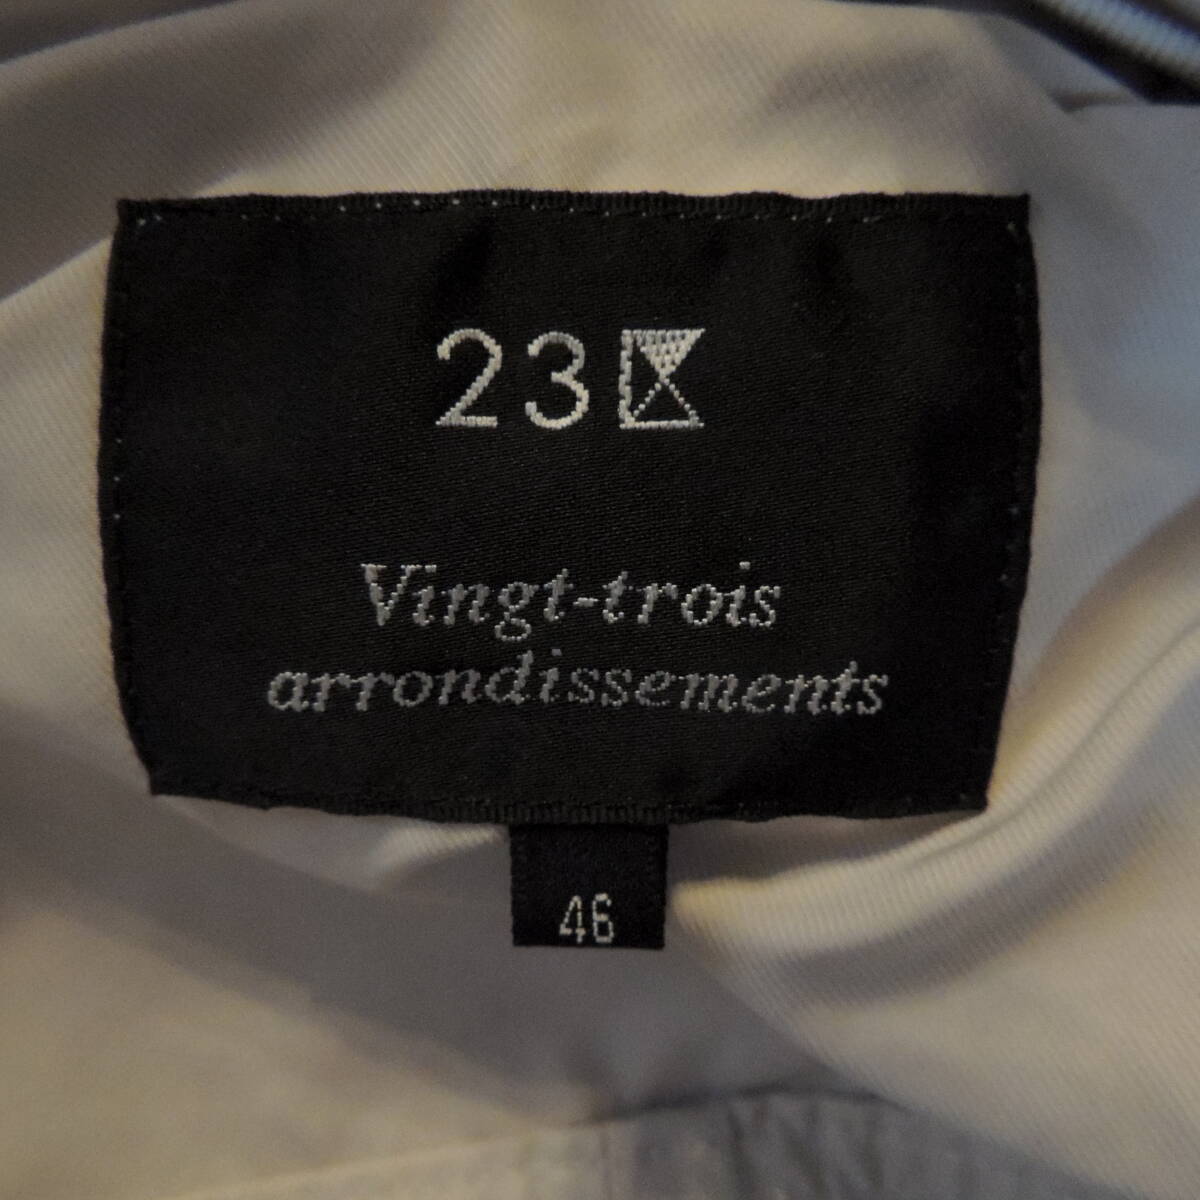 23区
Vingt-trois
arrondissements
46